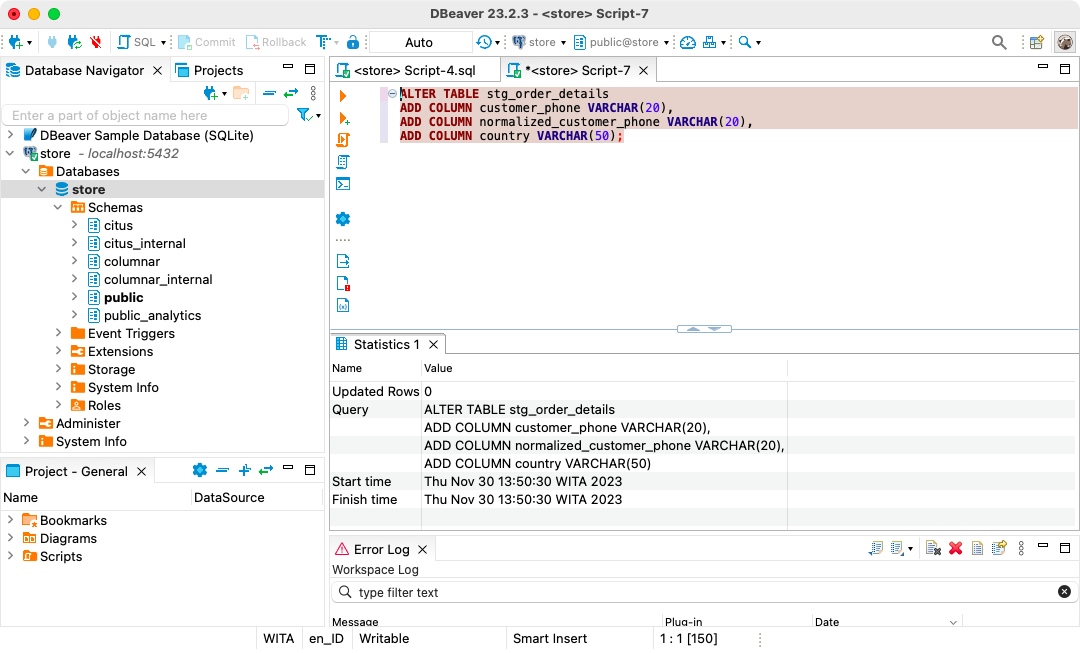 DBeaver 23.2.3 - <store> Script-7
SQL Commit Rollback Auto store public@store
Database Navigator Projects
<store> Script-4.sql *<store> Script-7
Enter a part of object name here
DBeaver Sample Database (SQLite)
store - localhost:5432
Databases
store
Schemas
citus
citus_internal
columnar
columnar_internal
public
public_analytics
Event Triggers
Extensions
Storage
System Info
Roles
Administer
System Info
ALTER TABLE stg_order_details
ADD COLUMN customer_phone VARCHAR(20),
ADD COLUMN normalized_customer_phone VARCHAR(20),
ADD COLUMN country VARCHAR(50);
Statistics 1
Name Value
Updated Rows 0
Query ALTER TABLE stg_order_details
ADD COLUMN customer_phone VARCHAR(20),
ADD COLUMN normalized_customer_phone VARCHAR(20),
ADD COLUMN country VARCHAR(50)
Start time Thu Nov 30 13:50:30 WITA 2023
Finish time Thu Nov 30 13:50:30 WITA 2023
Project - General
Name DataSource
Bookmarks
Diagrams
Scripts
Error Log
Workspace Log
type filter text
Message Plug-in Date
WITA en_ID Writable Smart Insert 1 : 1 [150]